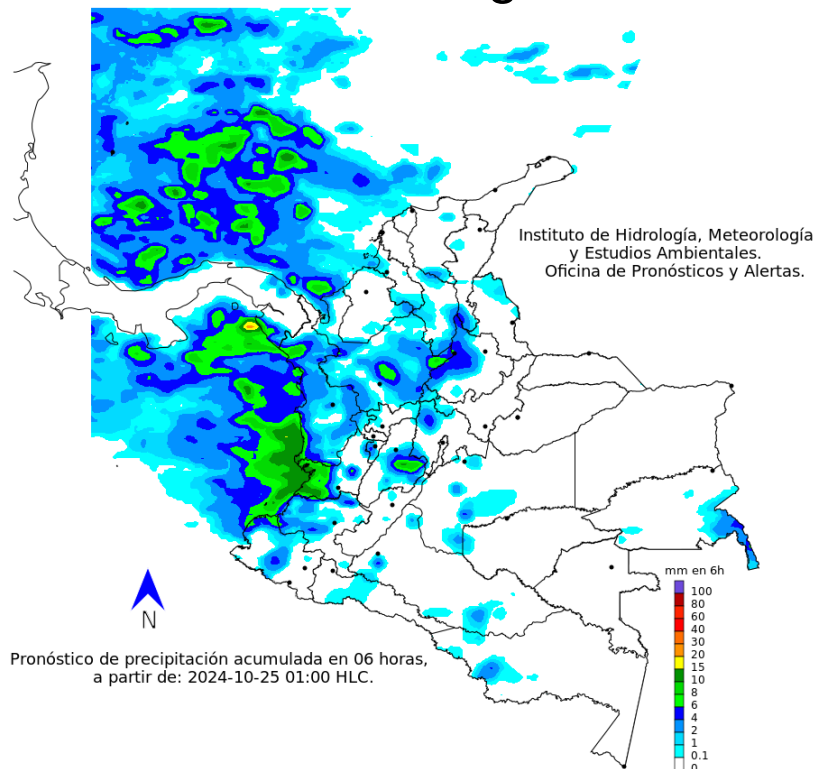 Instituto de Hidrología, Meteorología
y Estudios Ambientales.
Oficina de Pronósticos y Alertas.
N
Pronóstico de precipitación acumulada en 06 horas,
a partir de: 2024-10-25 01:00 HLC.
mm en 6h
100
80
60
40
30
20
15
10
8
6
4
2
1
0.1
0